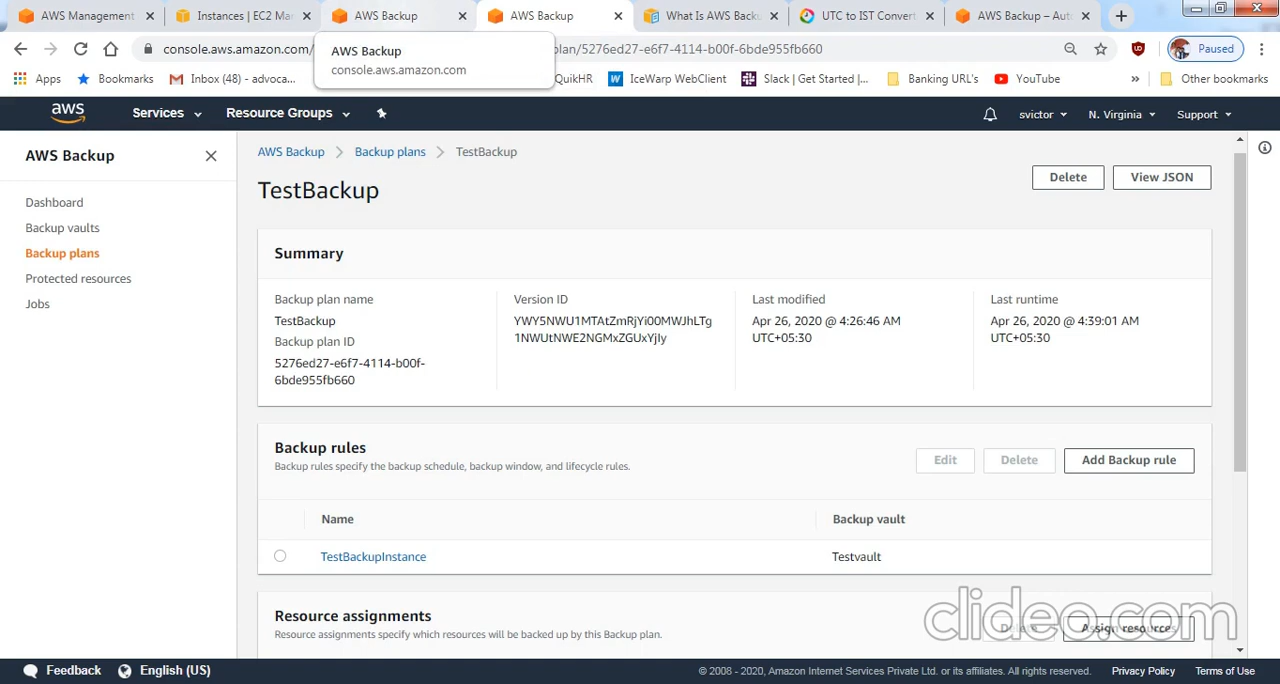 AWS Management
Instances | EC2 Mar
AWS Backup
AWS Backup
What Is AWS Backu
UTC to IST Convert
AWS Backup – Aut
console.aws.amazon.com/
plan/5276ed27-e6f7-4114-b00f-6bde955fb660
Paused
AWS Backup
console.aws.amazon.com
Apps
Bookmarks
Inbox (48) - advoca...
QuikHR
IceWarp WebClient
Slack | Get Started |...
Banking URL's
YouTube
»
Other bookmarks
aws
Services
Resource Groups
svictor
N. Virginia
Support
AWS Backup
Dashboard
Backup vaults
Backup plans
Protected resources
Jobs
AWS Backup
Backup plans
TestBackup
TestBackup
Delete
View JSON
Summary
Backup plan name
TestBackup
Backup plan ID
5276ed27-e6f7-4114-b00f-
6bde955fb660
Version ID
YWY5NWU1MTAtZmRjYi00MWJhLTg
1NWUtNWE2NGMxZGUxYjIy
Last modified
Apr 26, 2020 @ 4:26:46 AM
UTC+05:30
Last runtime
Apr 26, 2020 @ 4:39:01 AM
UTC+05:30
Backup rules
Backup rules specify the backup schedule, backup window, and lifecycle rules.
Edit
Delete
Add Backup rule
Name
Backup vault
TestBackupInstance
Testvault
Resource assignments
Resource assignments specify which resources will be backed up by this Backup plan.
Delete
Assign resources
clideo.com
Feedback
English (US)
© 2008 - 2020, Amazon Internet Services Private Ltd. or its affiliates. All rights reserved.
Privacy Policy
Terms of Use